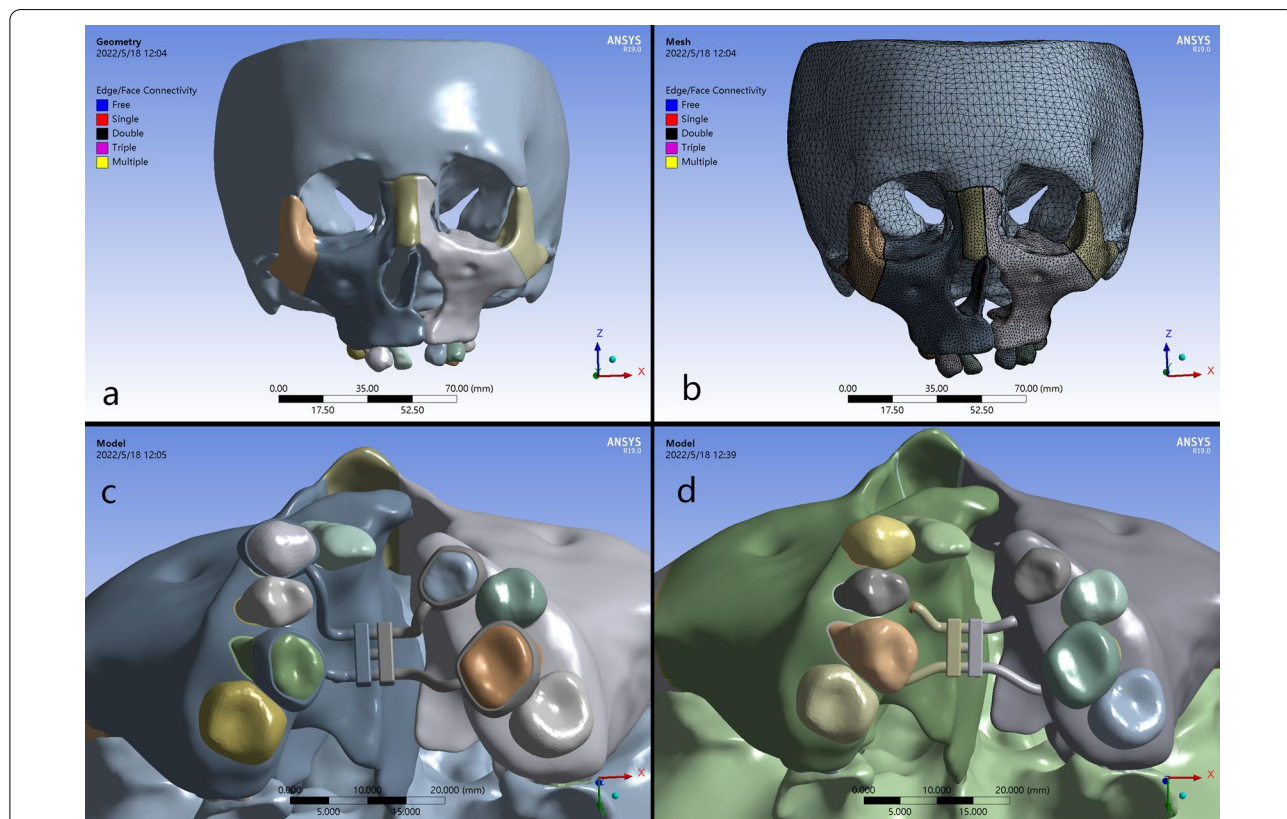 Geometry
2022/5/18 12:04
ANSYS
R19.0
Edge/Face Connectivity
Free
Single
Double
Triple
Multiple
Z
Y
X
0.00 35.00 70.00 (mm)
17.50 52.50
a
Mesh
2022/5/18 12:04
ANSYS
R19.0
Edge/Face Connectivity
Free
Single
Double
Triple
Multiple
Z
X
0.00 35.00 70.00 (mm)
17.50 52.50
b
Model
2022/5/18 12:05
ANSYS
R19.0
c
X
0.000 10.000 20.000 (mm)
5.000 45.000
Model
2022/5/18 12:39
ANSYS
R19.0
d
X
0.000 10.000 20.000 (mm)
5.000 15.000